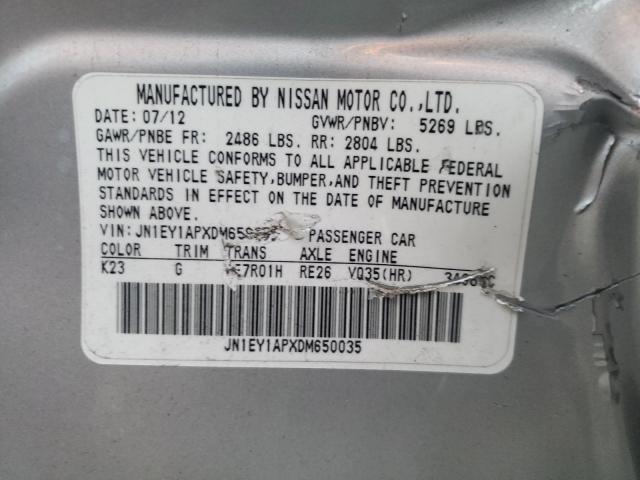 MANUFACTURED BY NISSAN MOTOR CO.,LTD.
DATE: 07/12 GVWR/PNBV: 5269 LBS.
GAWR/PNBE FR: 2486 LBS. RR: 2804 LBS.
THIS VEHICLE CONFORMS TO ALL APPLICABLE FEDERAL
MOTOR VEHICLE SAFETY,BUMPER,AND THEFT PREVENTION
STANDARDS IN EFFECT ON THE DATE OF MANUFACTURE
SHOWN ABOVE.
VIN: PASSENGER CAR
COLOR TRIM TRANS AXLE ENGINE
K23 G RE26 VQ35(HR)
JN1EY1APXDM650035